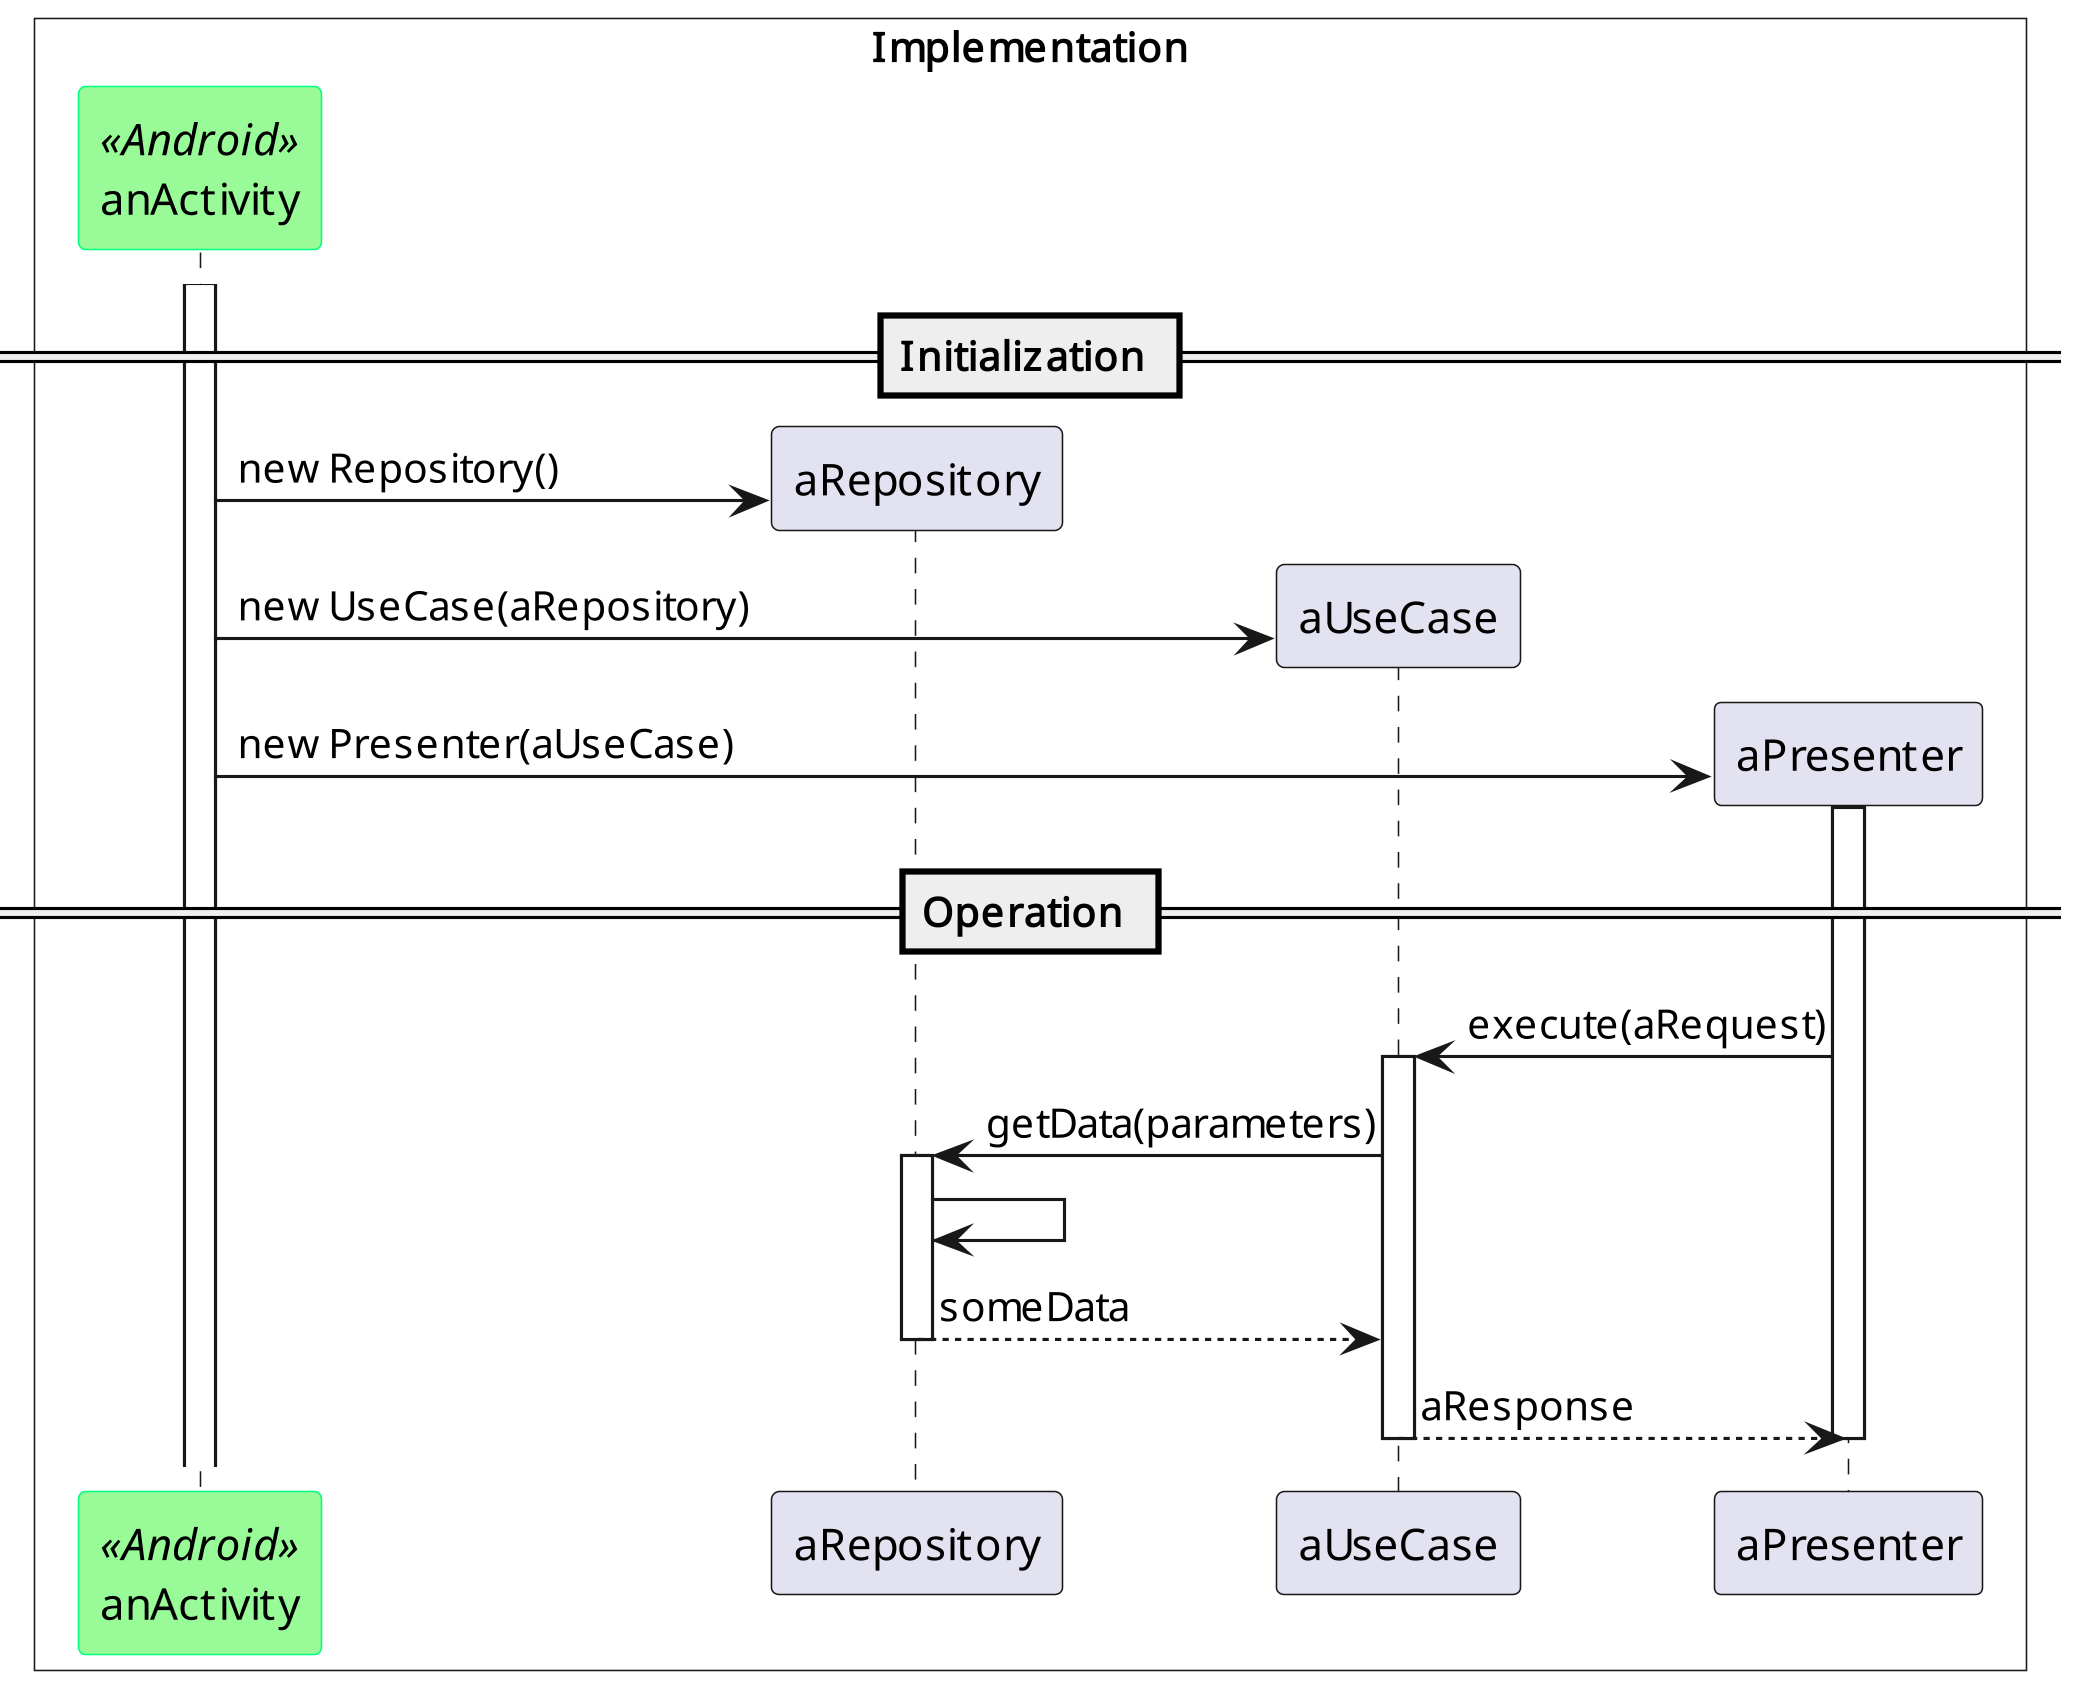 Implementation
«Android»
anActivity
Initialization
new Repository()
aRepository
new UseCase(aRepository)
aUseCase
new Presenter(aUseCase)
aPresenter
Operation
execute(aRequest)
getData(parameters)
someData
aResponse
«Android»
anActivity
aRepository
aUseCase
aPresenter